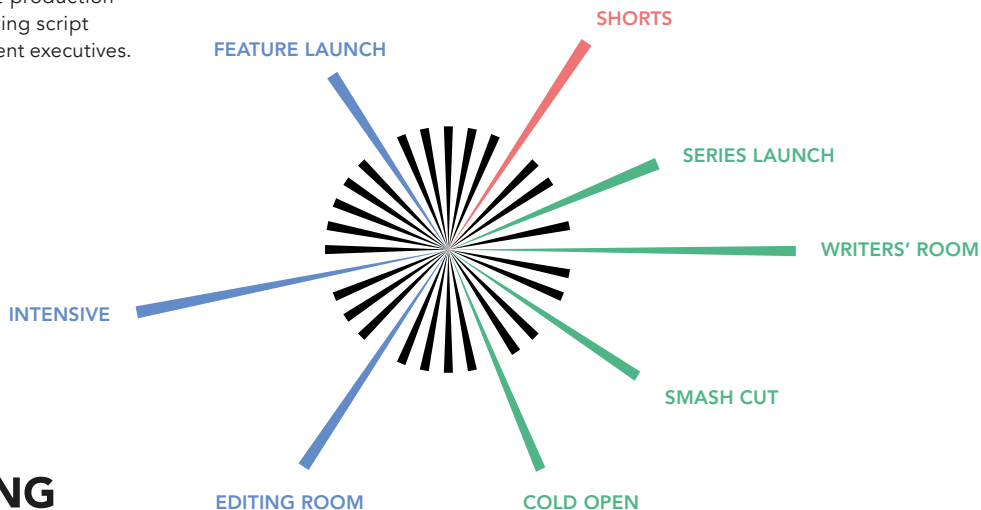 ing script
ent executives.
SHORTS
FEATURE LAUNCH
SERIES LAUNCH
WRITERS’ ROOM
INTENSIVE
SMASH CUT
NG
EDITING ROOM
COLD OPEN